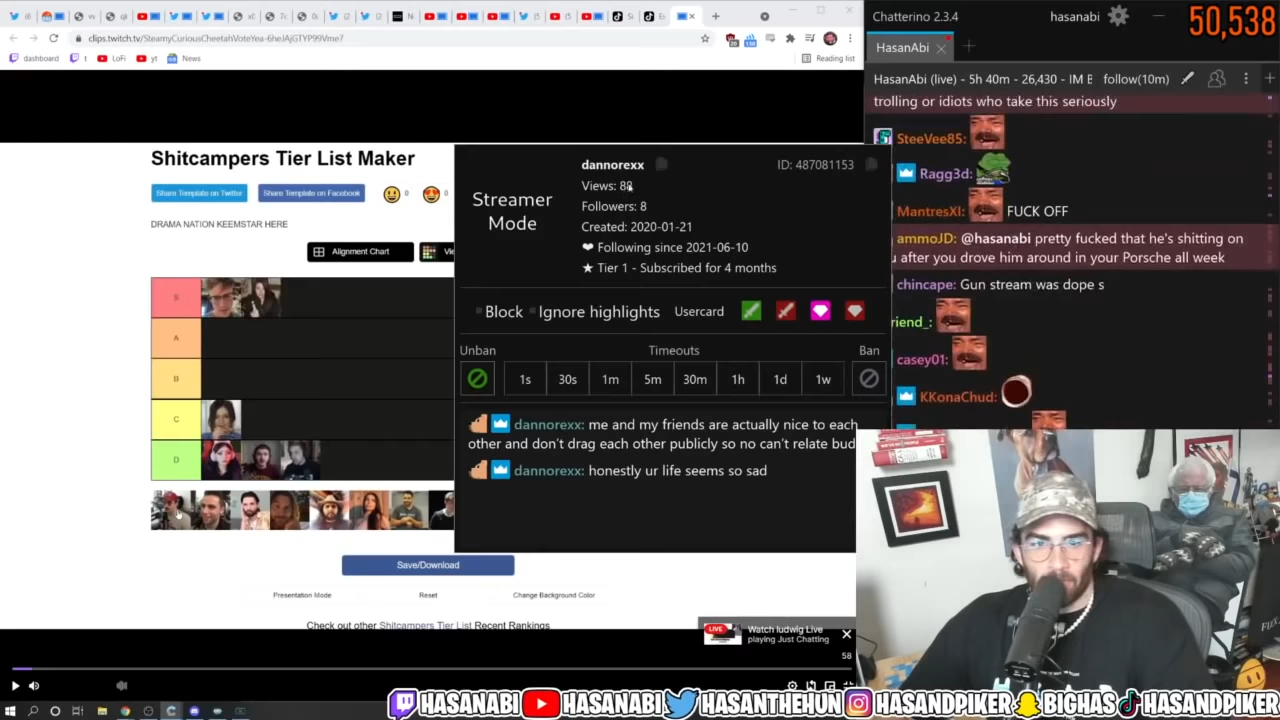 Chatterino 2.3.4
hasanabi
50,538
clips.twitch.tv/SteamyCuriousCheetahVoteYea-6heJAjGTYP99Vme7
dashboard
t
LoFi
yt
News
Reading list
HasanAbi
HasanAbi (live) - 5h 40m - 26,430 - IM E
follow(10m)
trolling or idiots who take this seriously
SteeVee85:
Ragg3d:
MantresXl: FUCK OFF
ammoJD: @hasanabi pretty fucked that he's shitting on
u after you drove him around in your Porsche all week
chincape: Gun stream was dope s
riend_:
casey01:
KKonaChud:
Shitcampers Tier List Maker
Share Template on Twitter
Share Template on Facebook
0
0
DRAMA NATION KEEMSTAR HERE
Alignment Chart
Vie
S
A
B
C
D
Save/Download
Presentation Mode
Reset
Change Background Color
Check out other Shitcampers Tier List Recent Rankings
Streamer
Mode
dannorexx
ID: 487081153
Views: 88
Followers: 8
Created: 2020-01-21
❤ Following since 2021-06-10
★ Tier 1 - Subscribed for 4 months
Block
Ignore highlights
Usercard
Unban
Timeouts
Ban
1s
30s
1m
5m
30m
1h
1d
1w
dannorexx: me and my friends are actually nice to each
other and don't drag each other publicly so no can't relate bud
dannorexx: honestly ur life seems so sad
LIVE
Watch ludwig Live
playing Just Chatting
58
HASANABI
HASANABI
HASANTHEHUN
HASANDPIKER
BIGHAS
HASANDPIKER